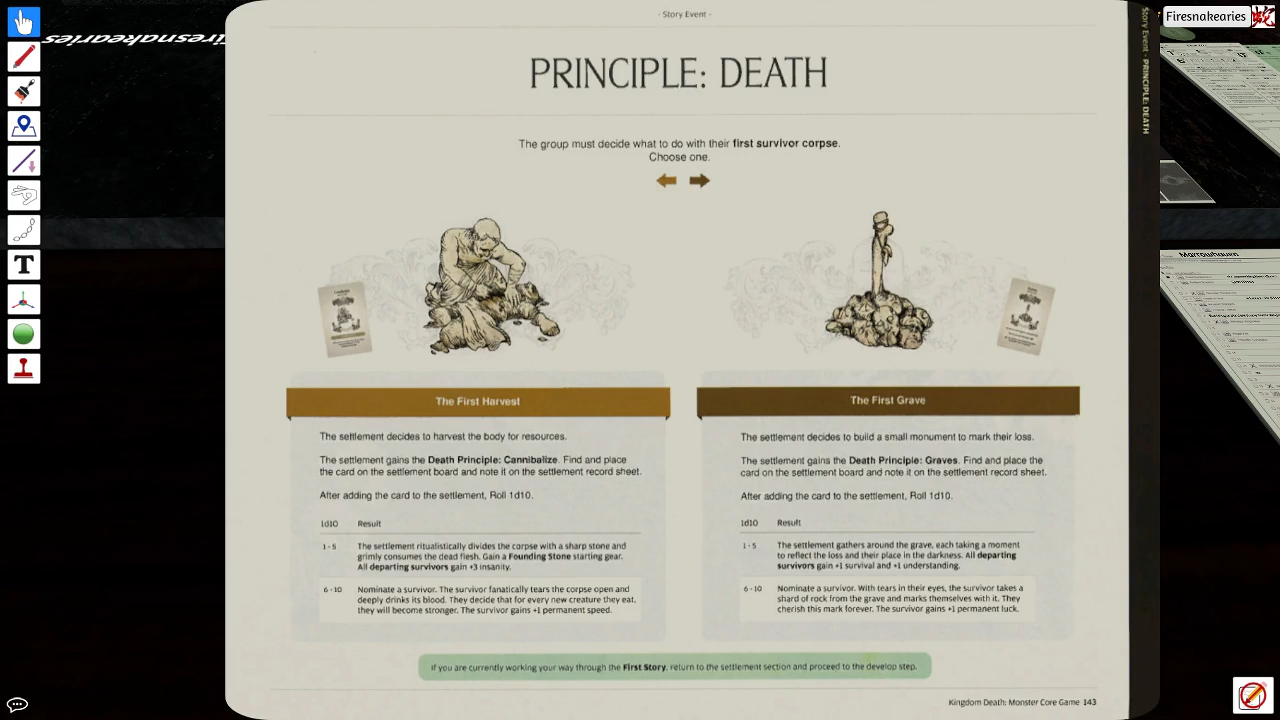 - Story Event -
Firesnakearies
Firesnakearies
Story Event - PRINCIPLE: DEATH
PRINCIPLE: DEATH
The group must decide what to do with their first survivor corpse.
Choose one.
T
Marrowhaunt
The First Harvest
The settlement decides to harvest the body for resources.
The settlement gains the Death Principle: Cannibalize. Find and place
the card on the settlement board and note it on the settlement record sheet.
After adding the card to the settlement, Roll 1d10.
1d10 Result
1 - 5 The settlement ritualistically divides the corpse with a sharp stone and
grimly consumes the dead flesh. Gain a Founding Stone starting gear.
All departing survivors gain +3 insanity.
6 - 10 Nominate a survivor. The survivor fanatically tears the corpse open and
deeply drinks its blood. They decide that for every new creature they eat,
they will become stronger. The survivor gains +1 permanent speed.
The First Grave
The settlement decides to build a small monument to mark their loss.
The settlement gains the Death Principle: Graves. Find and place the
card on the settlement board and note it on the settlement record sheet.
After adding the card to the settlement, Roll 1d10.
1d10 Result
1 - 5 The settlement gathers around the grave, each taking a moment
to reflect the loss and their place in the darkness. All departing
survivors gain +1 survival and +1 understanding.
6 - 10 Nominate a survivor. With tears in their eyes, the survivor takes a
shard of rock from the grave and marks themselves with it. They
cherish this mark forever. The survivor gains +1 permanent luck.
If you are currently working your way through the First Story, return to the settlement section and proceed to the develop step.
Kingdom Death: Monster Core Game 143